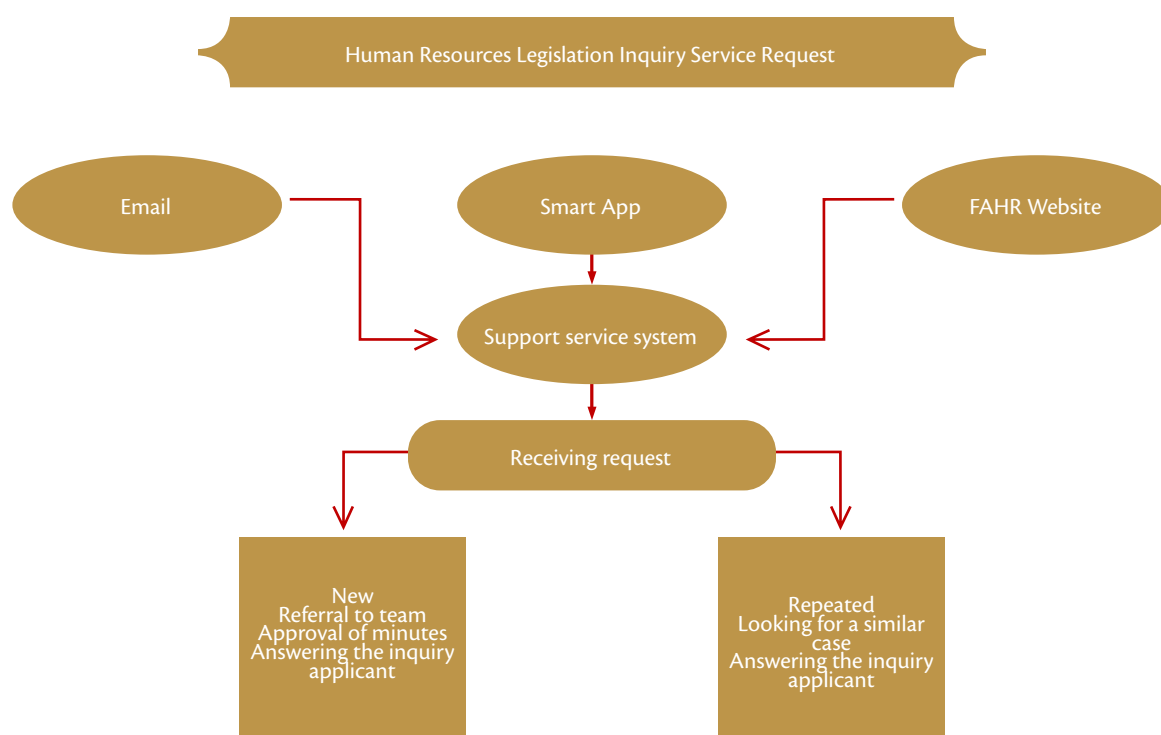 Human Resources Legislation Inquiry Service Request
Email
Smart App
FAHR Website
Support service system
Receiving request
New
Referral to team
Approval of minutes
Answering the inquiry
applicant
Repeated
Looking for a similar
case
Answering the inquiry
applicant